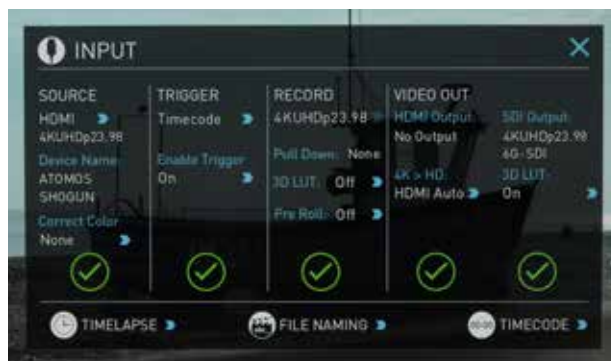 INPUT
SOURCE
HDMI
4KUHDp23.98
Device Name:
ATOMOS
SHOGUN
Correct Color
None
TRIGGER
Timecode
Enable Trigger
On
RECORD
4KUHDp23.98
Pull Down: None
3D LUT: Off
Pre Roll: Off
VIDEO OUT
HDMI Output:
No Output
4K > HD:
HDMI Auto
SDI Output:
4KUHDp23.98
6G-SDI
3D LUT:
On
TIMELAPSE
FILE NAMING
00:00 TIMECODE